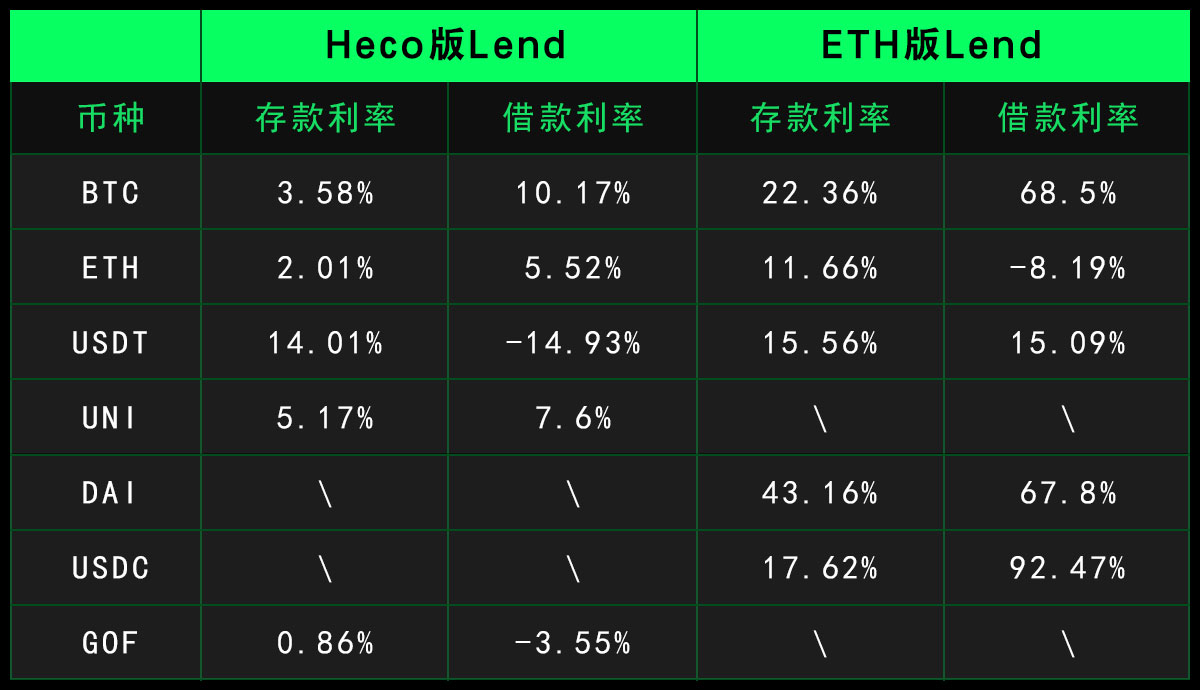 Heco版Lend ETH版Lend
币种 存款利率 借款利率 存款利率 借款利率
BTC 3.58% 10.17% 22.36% 68.5%
ETH 2.01% 5.52% 11.66% -8.19%
USDT 14.01% -14.93% 15.56% 15.09%
UNI 5.17% 7.6% \ \
DAI \ \ 43.16% 67.8%
USDC \ \ 17.62% 92.47%
GOF 0.86% -3.55% \ \